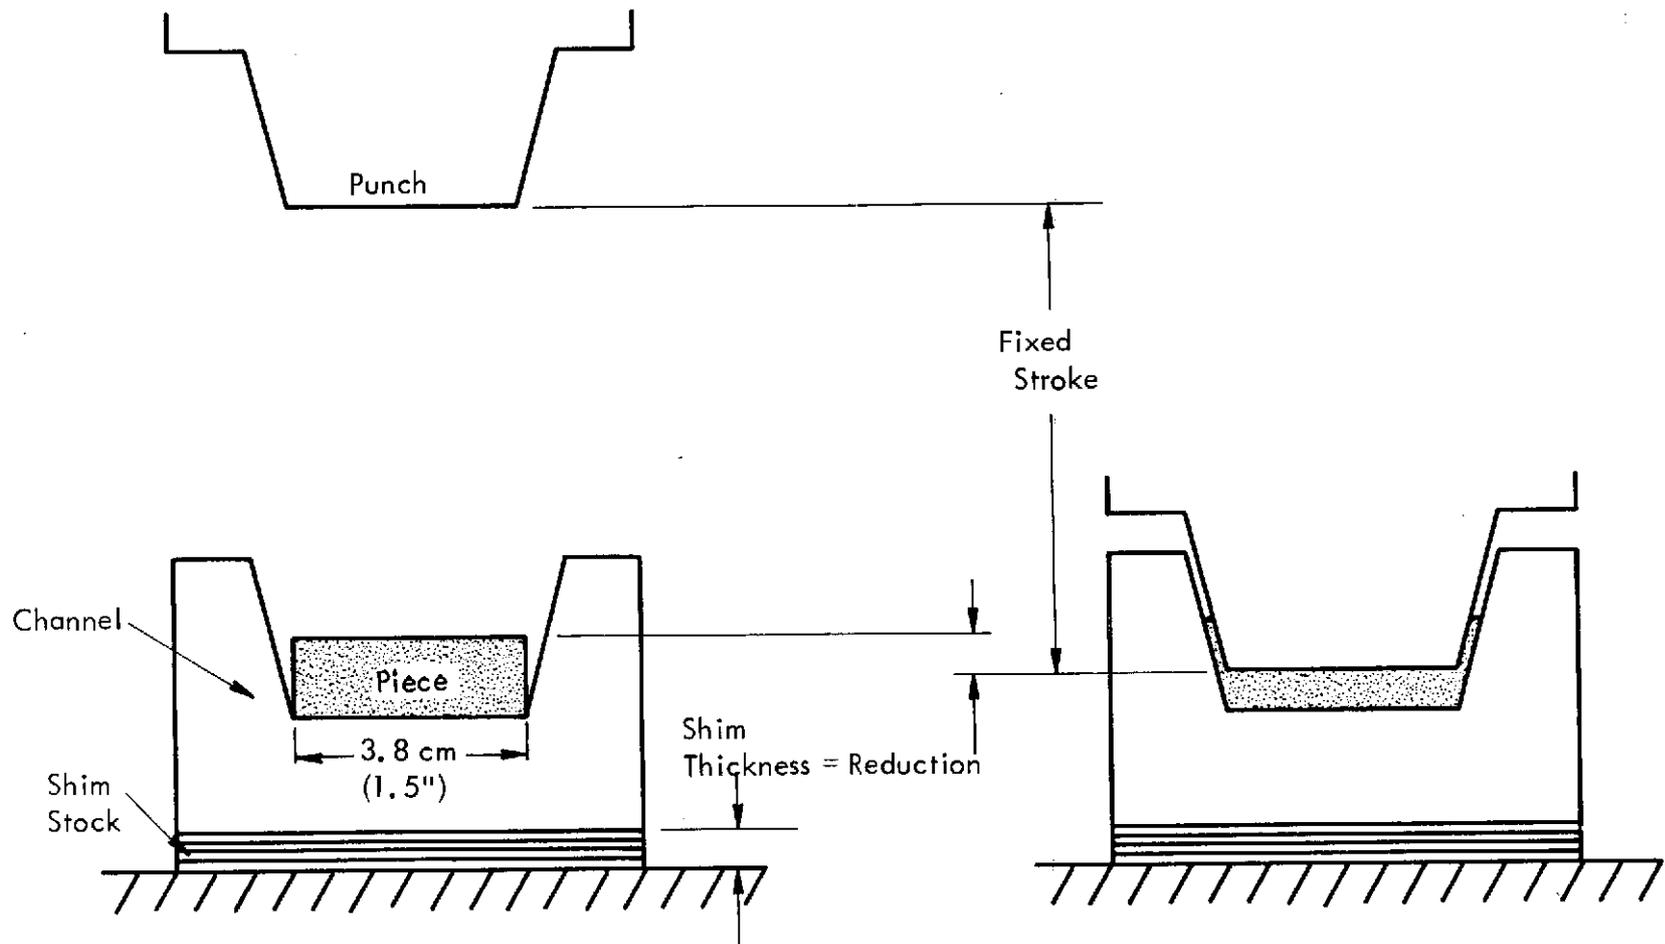 Punch
Fixed
Stroke
Channel
Piece
3.8 cm
(1.5")
Shim
Thickness = Reduction
Shim
Stock